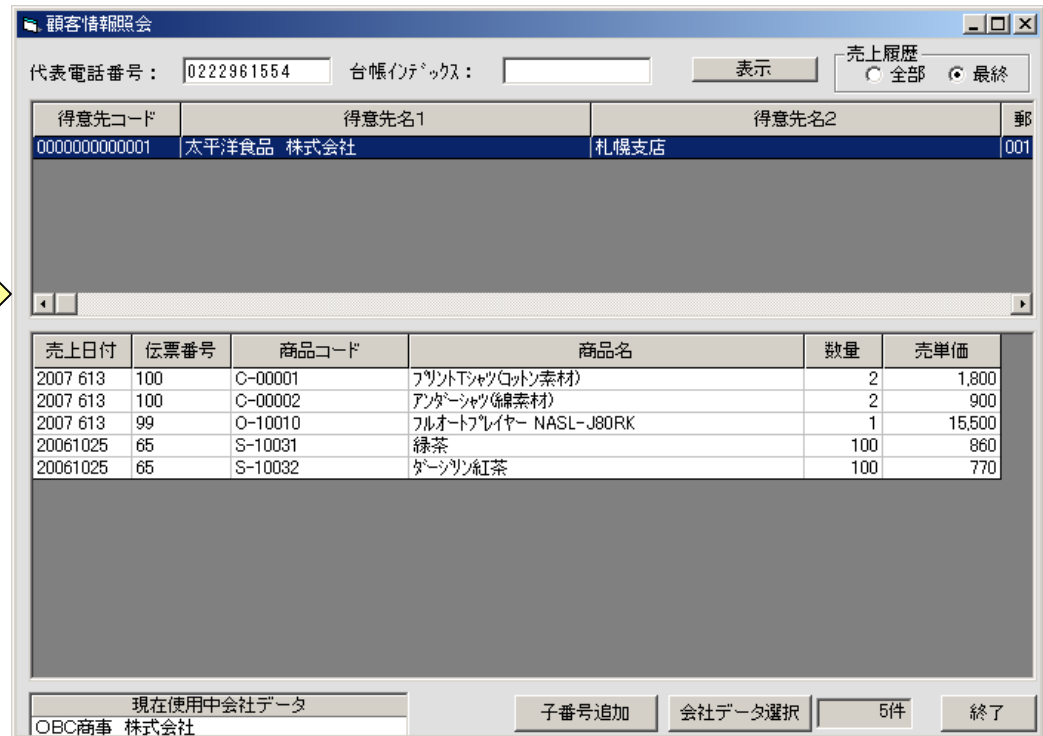 顧客情報照会
代表電話番号： 0222961554 台帳ｲﾝﾃﾞｯｸｽ： 表示 売上履歴 全部 最終
得意先コード 得意先名1 得意先名2 郵
0000000000001 太平洋食品 株式会社 札幌支店 001
売上日付 伝票番号 商品コード 商品名 数量 売単価
2007 613 100 C-00001 ﾌﾟﾘﾝﾄTｼｬﾂ(ｺｯﾄﾝ素材) 2 1,800
2007 613 100 C-00002 ｱﾝﾀﾞｰｼｬﾂ(綿素材) 2 900
2007 613 99 O-10010 ﾌﾙｵｰﾄﾌﾟﾚｲﾔｰ NASL-J80RK 1 15,500
20061025 65 S-10031 緑茶 100 860
20061025 65 S-10032 ﾀﾞｰｼﾞﾘﾝ紅茶 100 770
現在使用中会社データ
OBC商事 株式会社
子番号追加 会社データ選択 5件 終了